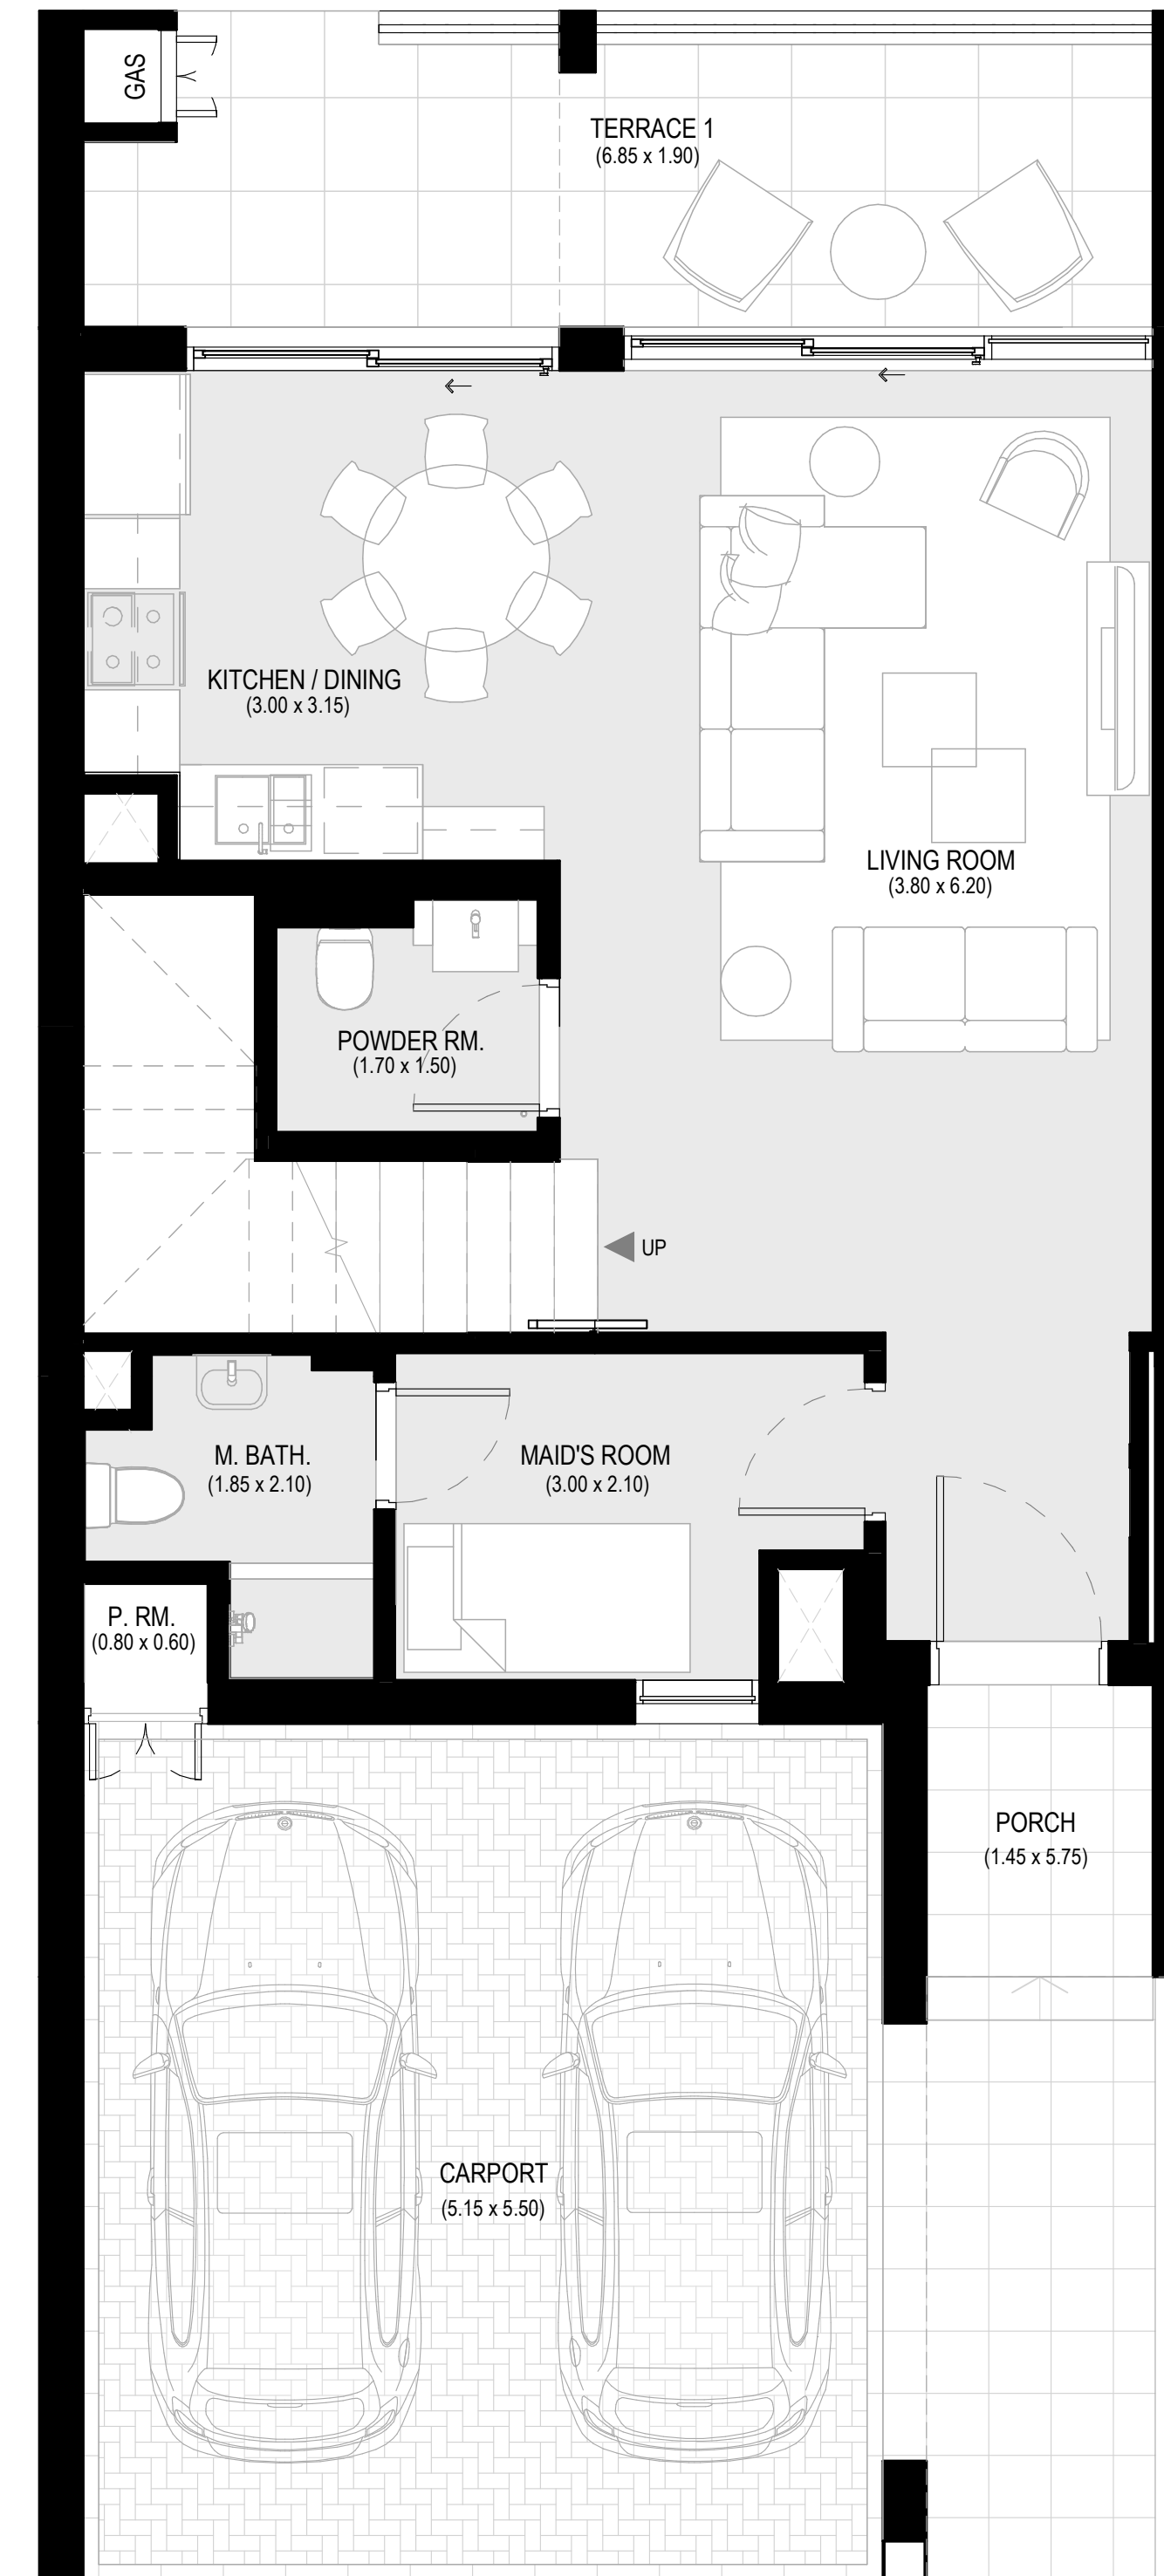 GAS
TERRACE 1
(6.85 x 1.90)
KITCHEN / DINING
(3.00 x 3.15)
LIVING ROOM
(3.80 x 6.20)
POWDER RM.
(1.70 x 1.50)
UP
M. BATH.
(1.85 x 2.10)
MAID'S ROOM
(3.00 x 2.10)
P. RM.
(0.80 x 0.60)
PORCH
(1.45 x 5.75)
CARPORT
(5.15 x 5.50)